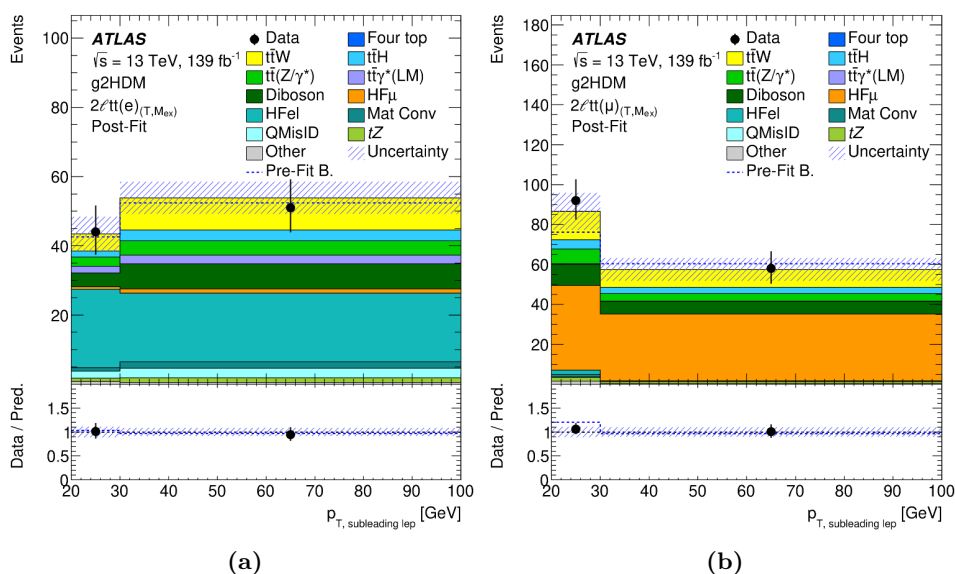 Events
100
80
60
40
20
ATLAS
√s = 13 TeV, 139 fb⁻¹
g2HDM
2ℓtt(e)(T,Mex)
Post-Fit
Data
tt̄W
tt̄(Z/γ*)
Diboson
HFel
QMisID
Other
Pre-Fit B.
Four top
tt̄H
tt̄γ*(LM)
HFμ
Mat Conv
tZ
Uncertainty
Data / Pred.
1.5
1
0.5
0
20 30 40 50 60 70 80 90 100
p_T, subleading lep [GeV]
(a)
Events
180
160
140
120
100
80
60
40
20
ATLAS
√s = 13 TeV, 139 fb⁻¹
g2HDM
2ℓtt(μ)(T,Mex)
Post-Fit
Data
tt̄W
tt̄(Z/γ*)
Diboson
HFel
QMisID
Other
Pre-Fit B.
Four top
tt̄H
tt̄γ*(LM)
HFμ
Mat Conv
tZ
Uncertainty
Data / Pred.
1.5
1
0.5
0
20 30 40 50 60 70 80 90 100
p_T, subleading lep [GeV]
(b)